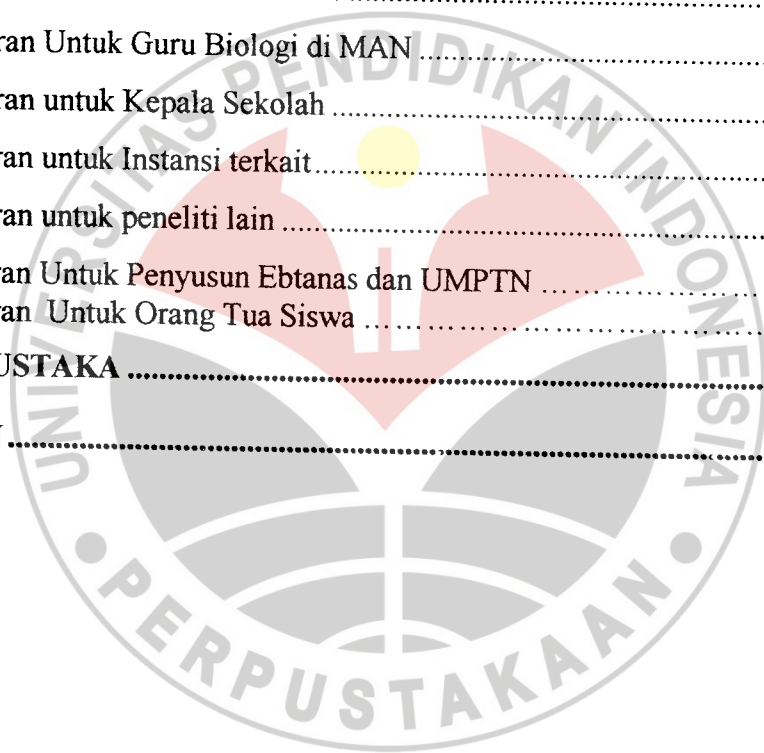 ran Untuk Guru Biologi di MAN ........................................
ran untuk Kepala Sekolah ........................................
ran untuk Instansi terkait ........................................
ran untuk peneliti lain ........................................
ran Untuk Penyusun Ebtanas dan UMPTN ........................
ran Untuk Orang Tua Siswa ........................................
USTAKA ........................................
UNIVERSITAS PENDIDIKAN INDONESIA
PERPUSTAKAAN